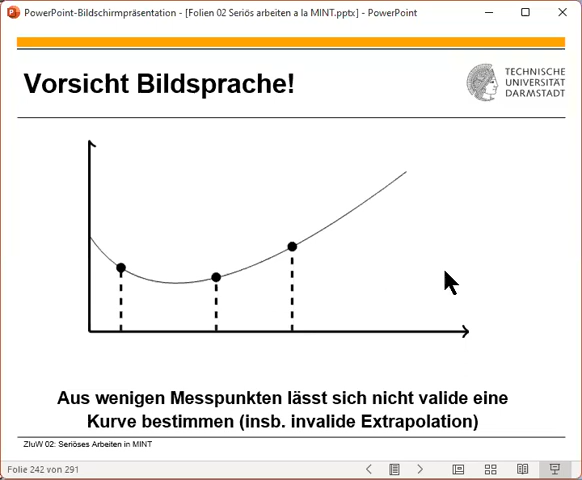 PowerPoint-Bildschirmpräsentation - [Folien 02 Seriös arbeiten a la MINT.pptx] - PowerPoint
Vorsicht Bildsprache!
TECHNISCHE
UNIVERSITÄT
DARMSTADT
Aus wenigen Messpunkten lässt sich nicht valide eine
Kurve bestimmen (insb. invalide Extrapolation)
ZIuW 02: Seriöses Arbeiten in MINT
Folie 242 von 291